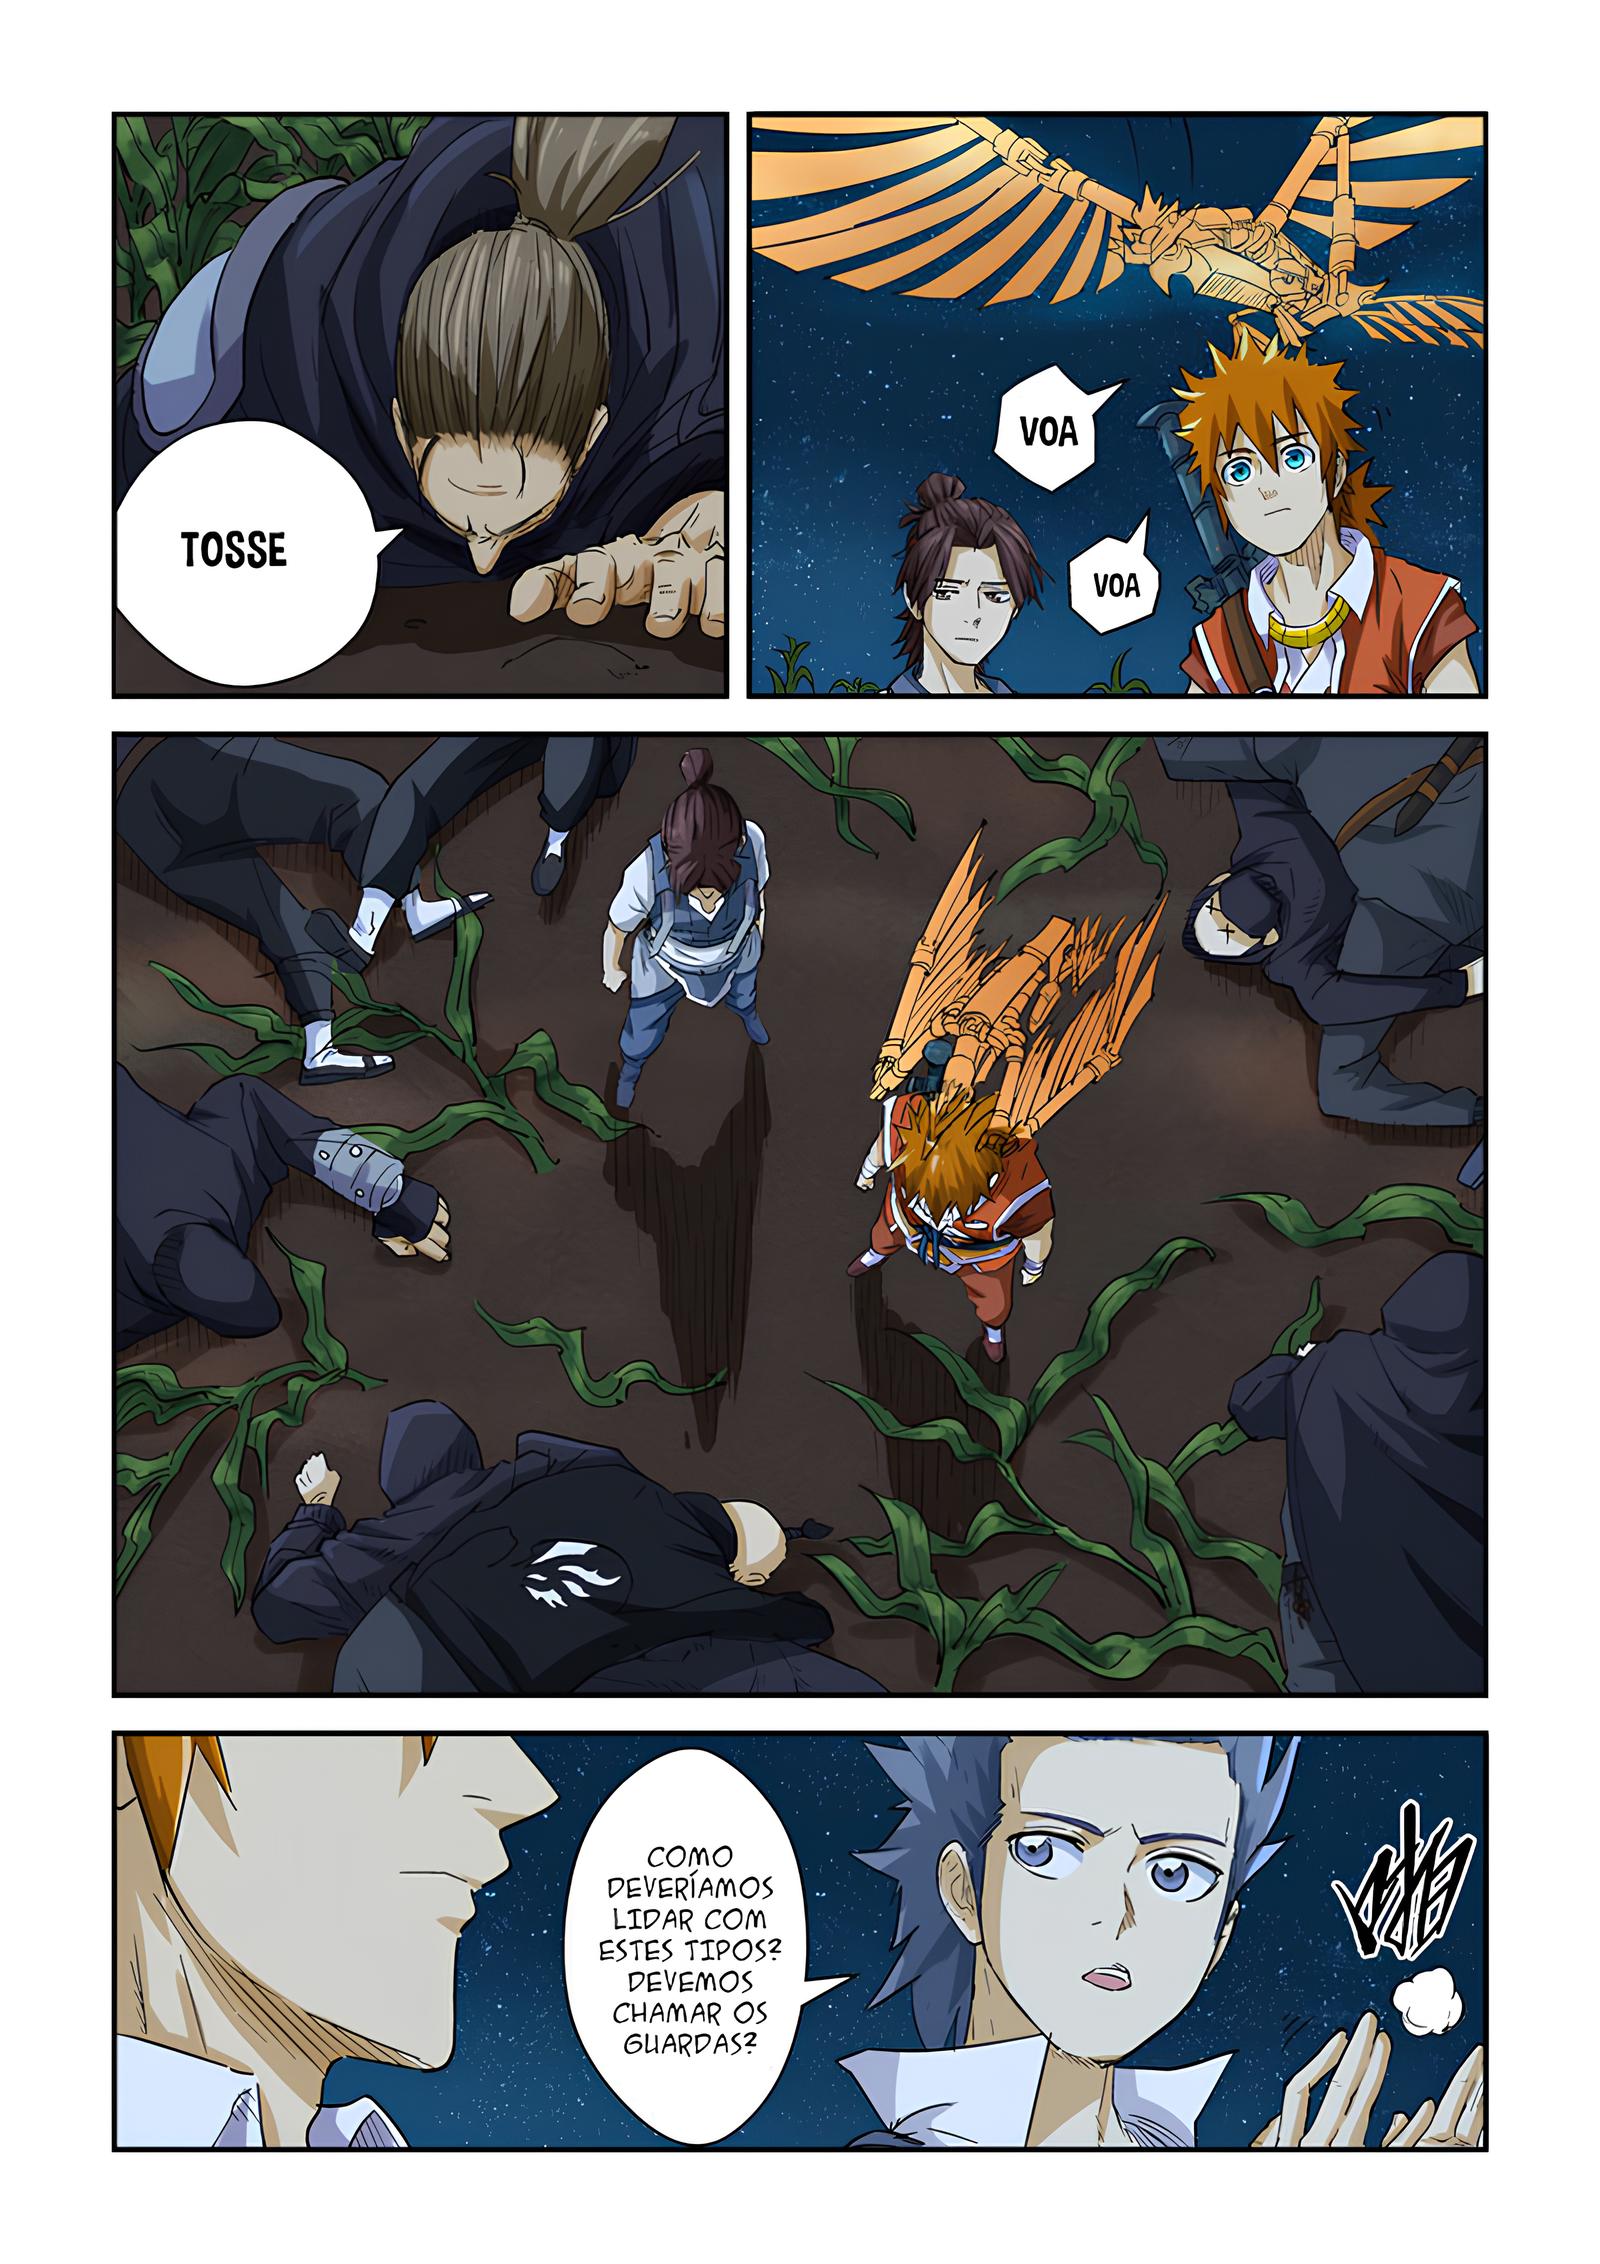 TOSSE
VOA
VOA
COMO
DEVERÍAMOS
LIDAR COM
ESTES TIPOS?
DEVEMOS
CHAMAR OS
GUARDAS?